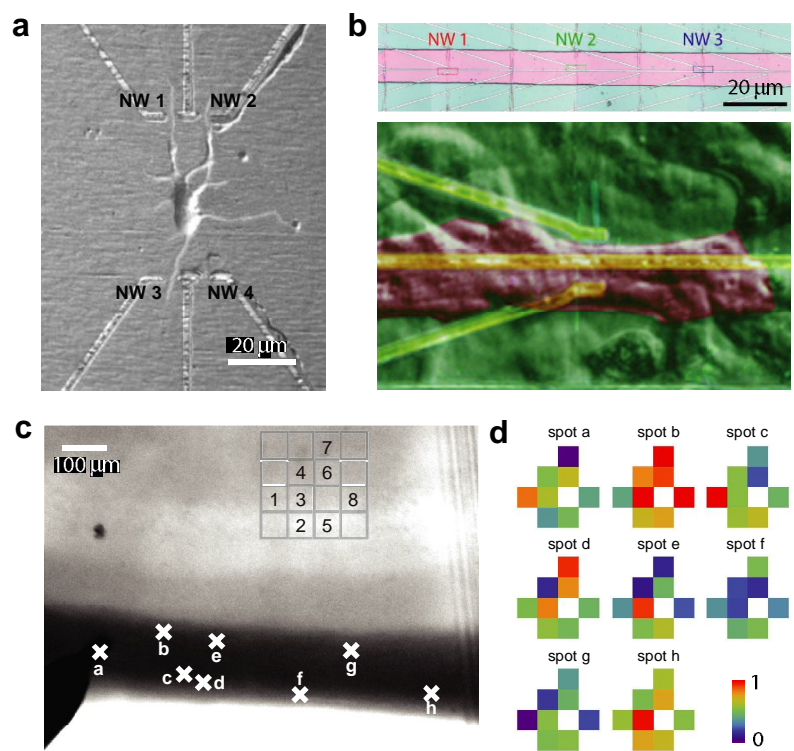 a
NW 1 NW 2
NW 3 NW 4
20 µm
b
NW 1 NW 2 NW 3
20 µm
c
100 µm
7
4 6
1 3 8
2 5
a b c d e f g h
d
spot a spot b spot c
spot d spot e spot f
spot g spot h
1
0